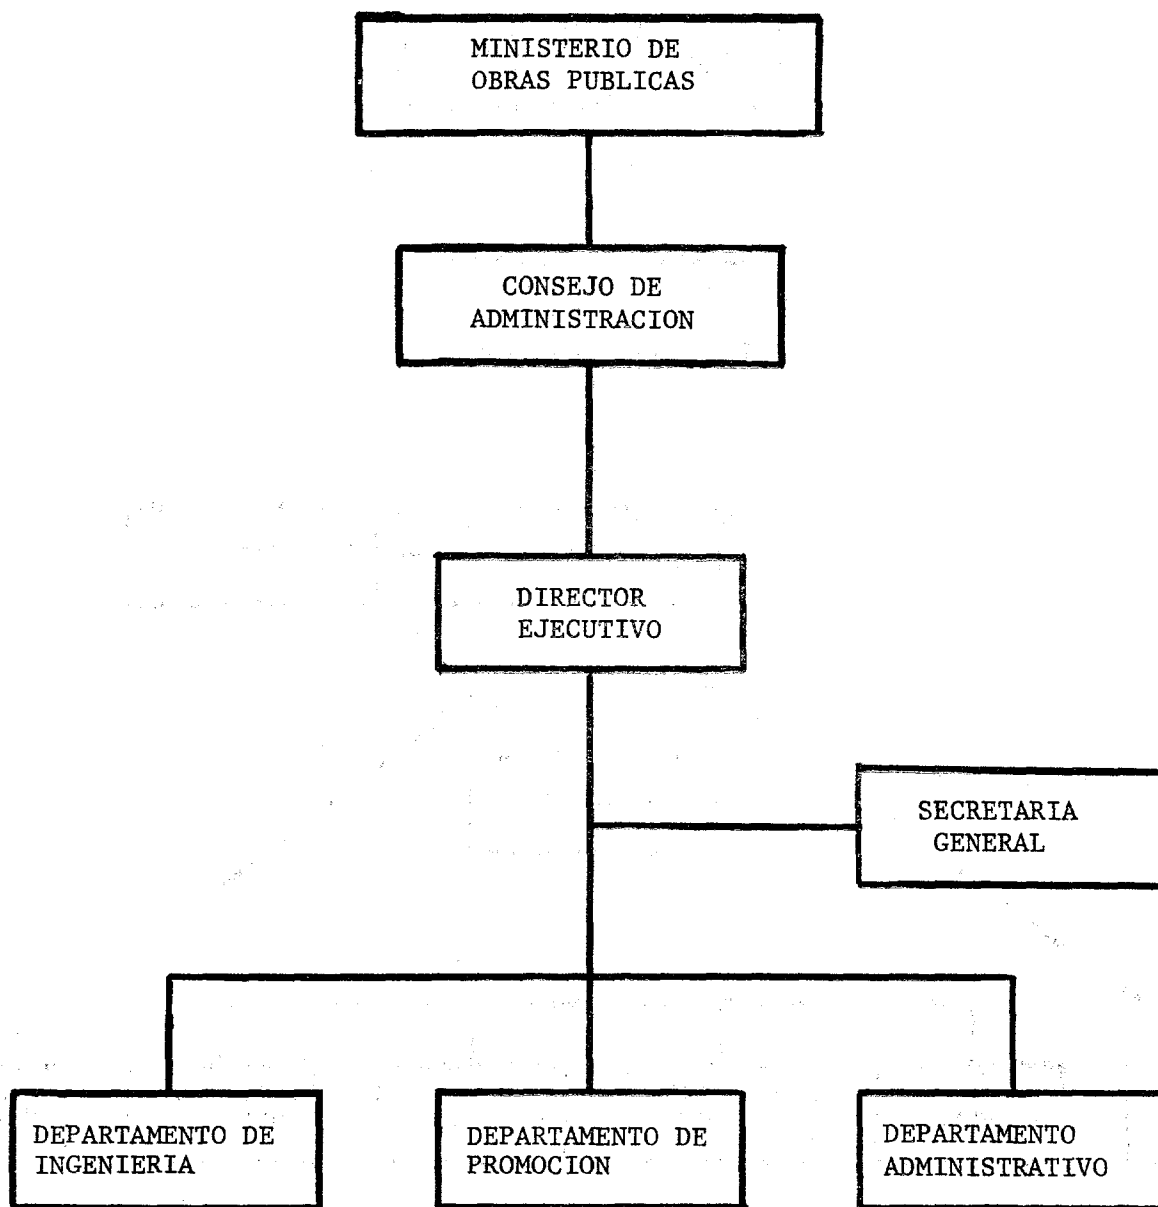 MINISTERIO DE
OBRAS PUBLICAS
CONSEJO DE
ADMINISTRACION
DIRECTOR
EJECUTIVO
SECRETARIA
GENERAL
DEPARTAMENTO DE
INGENIERIA
DEPARTAMENTO DE
PROMOCION
DEPARTAMENTO
ADMINISTRATIVO